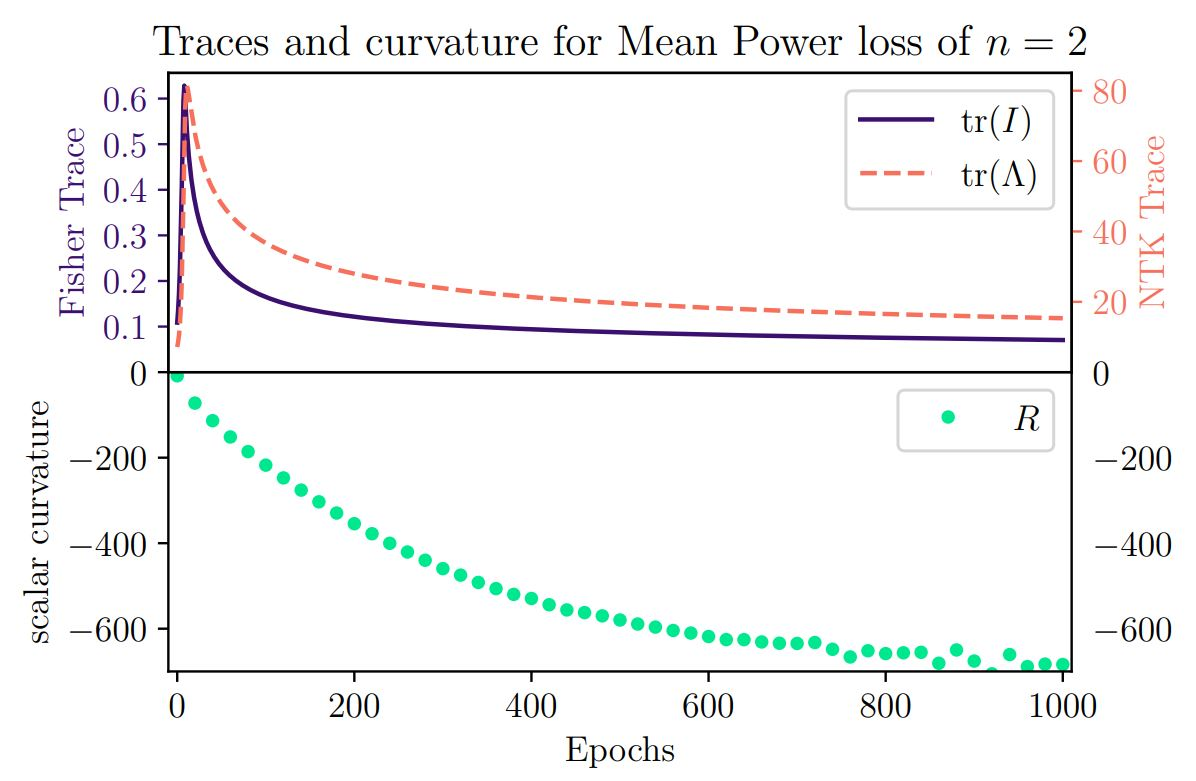 Traces and curvature for Mean Power loss of n = 2
Fisher Trace
0.6
0.5
0.4
0.3
0.2
0.1
tr(I)
tr(Λ)
80
60
40
20
NTK Trace
scalar curvature
0
−200
−400
−600
R
0
−200
−400
−600
0 200 400 600 800 1000
Epochs